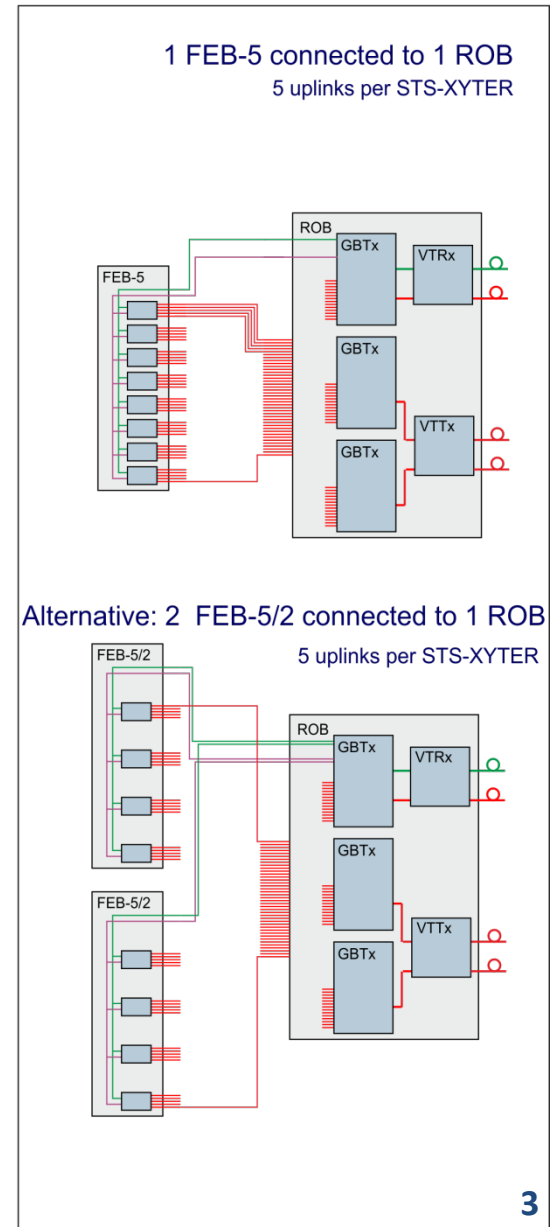 1 FEB-5 connected to 1 ROB
5 uplinks per STS-XYTER
ROB
GBTx
VTRx
FEB-5
GBTx
VTTx
GBTx
Alternative: 2 FEB-5/2 connected to 1 ROB
FEB-5/2
5 uplinks per STS-XYTER
ROB
GBTx
VTRx
GBTx
FEB-5/2
VTTx
GBTx
3